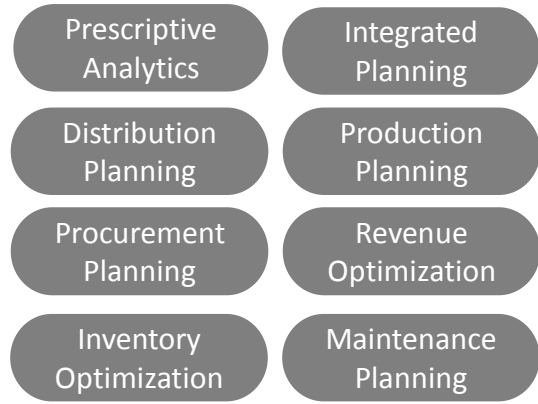 Prescriptive
Analytics
Integrated
Planning
Distribution
Planning
Production
Planning
Procurement
Planning
Revenue
Optimization
Inventory
Optimization
Maintenance
Planning